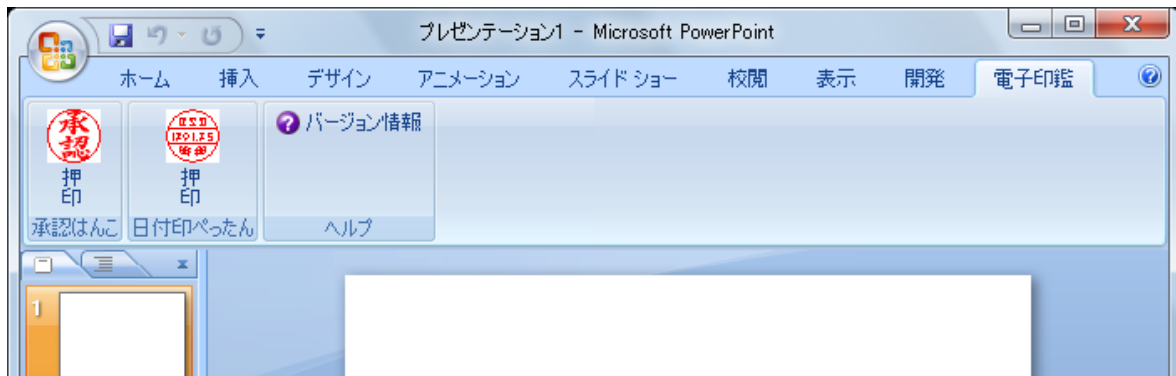 プレゼンテーション1 - Microsoft PowerPoint
ホーム 挿入 デザイン アニメーション スライド ショー 校閲 表示 開発 電子印鑑
承認
押印
承認はんこ
押印
日付印ぺったん
バージョン情報
ヘルプ
1